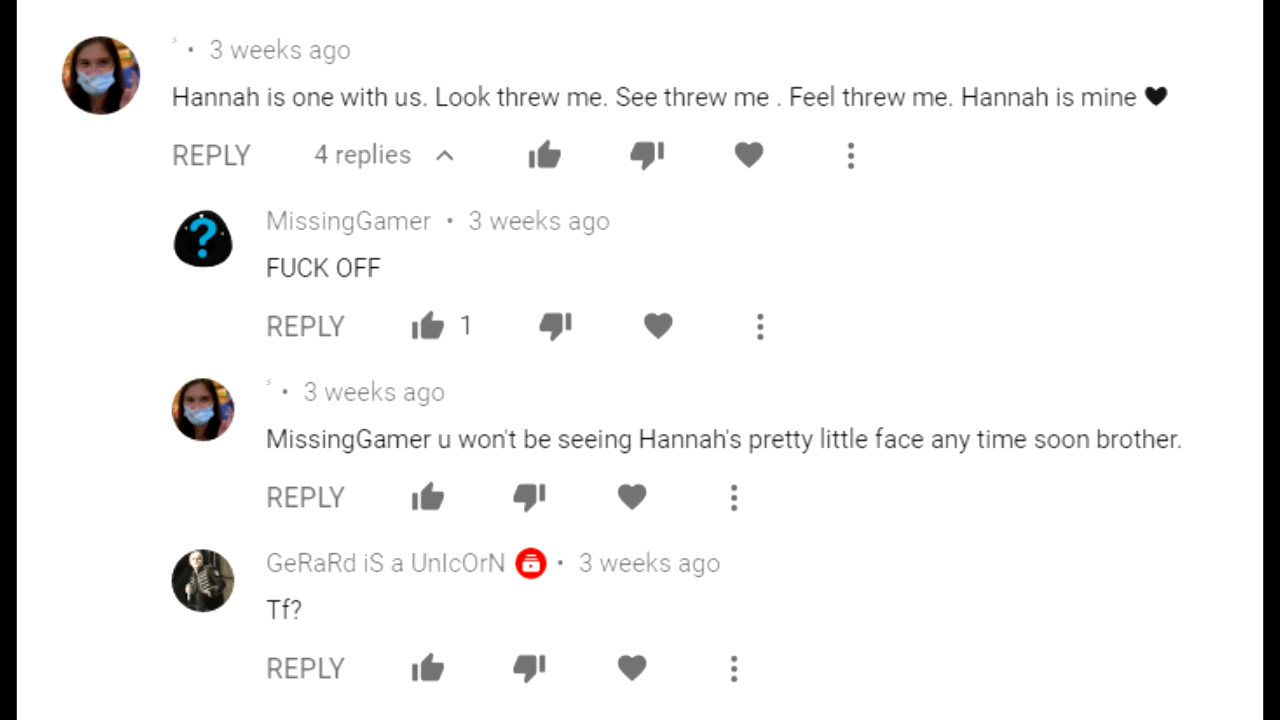 • 3 weeks ago
Hannah is one with us. Look threw me. See threw me . Feel threw me. Hannah is mine 🖤
REPLY 4 replies
MissingGamer • 3 weeks ago
FUCK OFF
REPLY 1
• 3 weeks ago
MissingGamer u won't be seeing Hannah's pretty little face any time soon brother.
REPLY
GeRaRd iS a UnIcOrN • 3 weeks ago
Tf?
REPLY